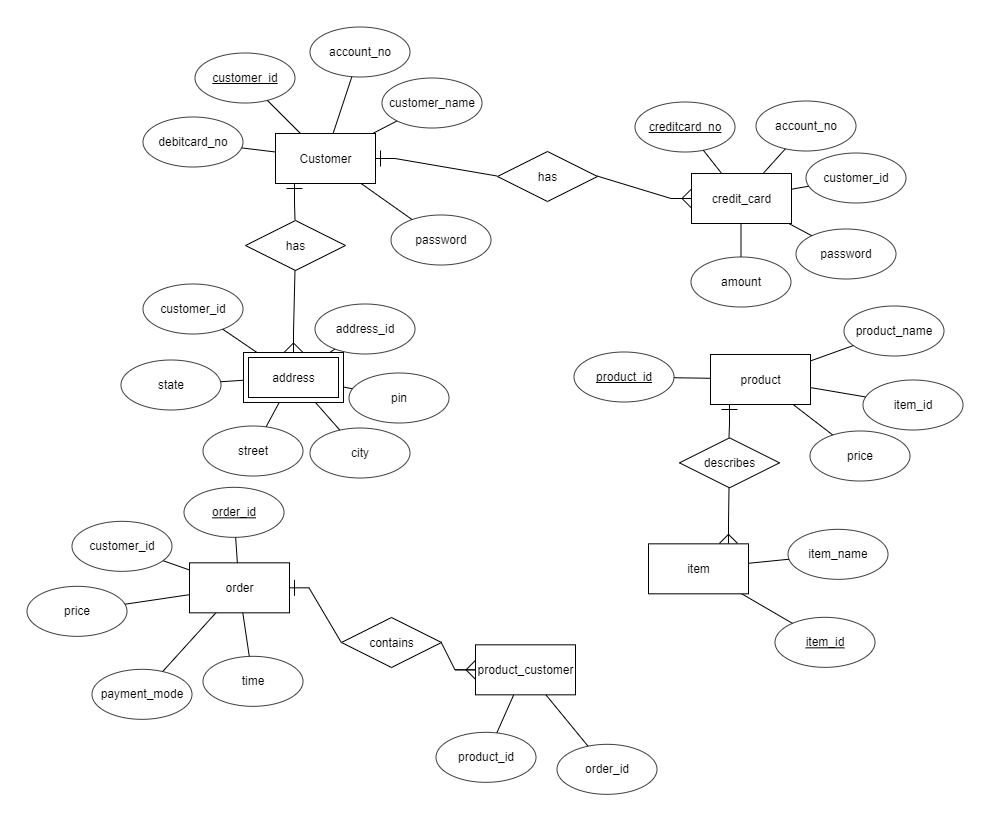 account_no
customer_id
customer_name
debitcard_no
Customer
password
has
creditcard_no
account_no
customer_id
credit_card
password
amount
has
customer_id
address_id
state
address
pin
street
city
product_name
product_id
product
item_id
price
describes
item_name
item
item_id
order_id
customer_id
order
price
payment_mode
time
contains
product_customer
product_id
order_id